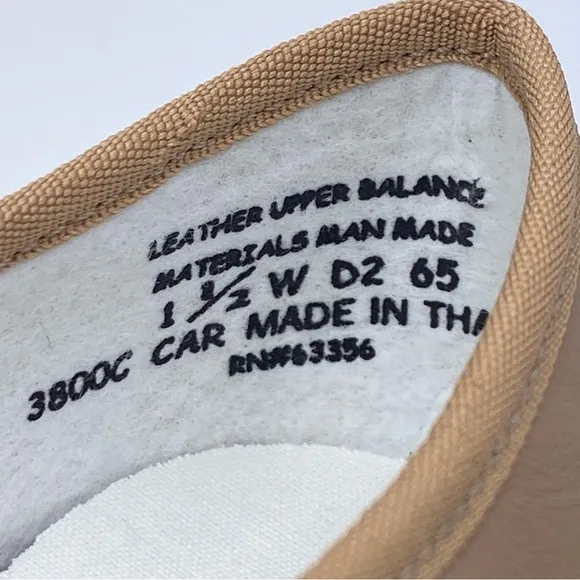 LEATHER UPPER BALANCE
MATERIALS MAN MADE
1 1/2 W D2 65
3800C CAR MADE IN THA
RN#63356